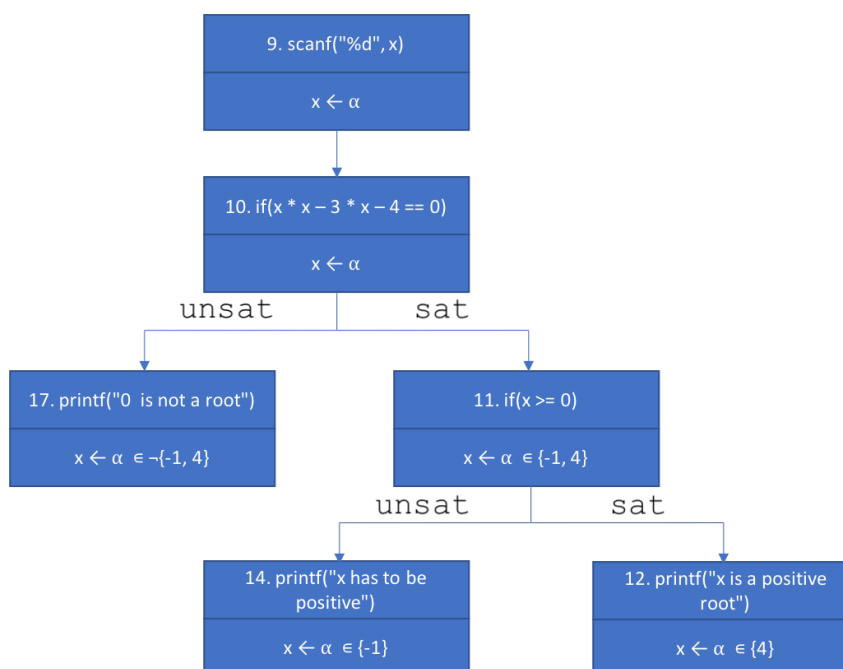 9. scanf("%d", x)
x ← α
10. if(x * x – 3 * x – 4 == 0)
x ← α
unsat
sat
17. printf("0  is not a root")
x ← α ∈ ¬{-1, 4}
11. if(x >= 0)
x ← α ∈ {-1, 4}
unsat
sat
14. printf("x has to be
positive")
x ← α ∈ {-1}
12. printf("x is a positive
root")
x ← α ∈ {4}